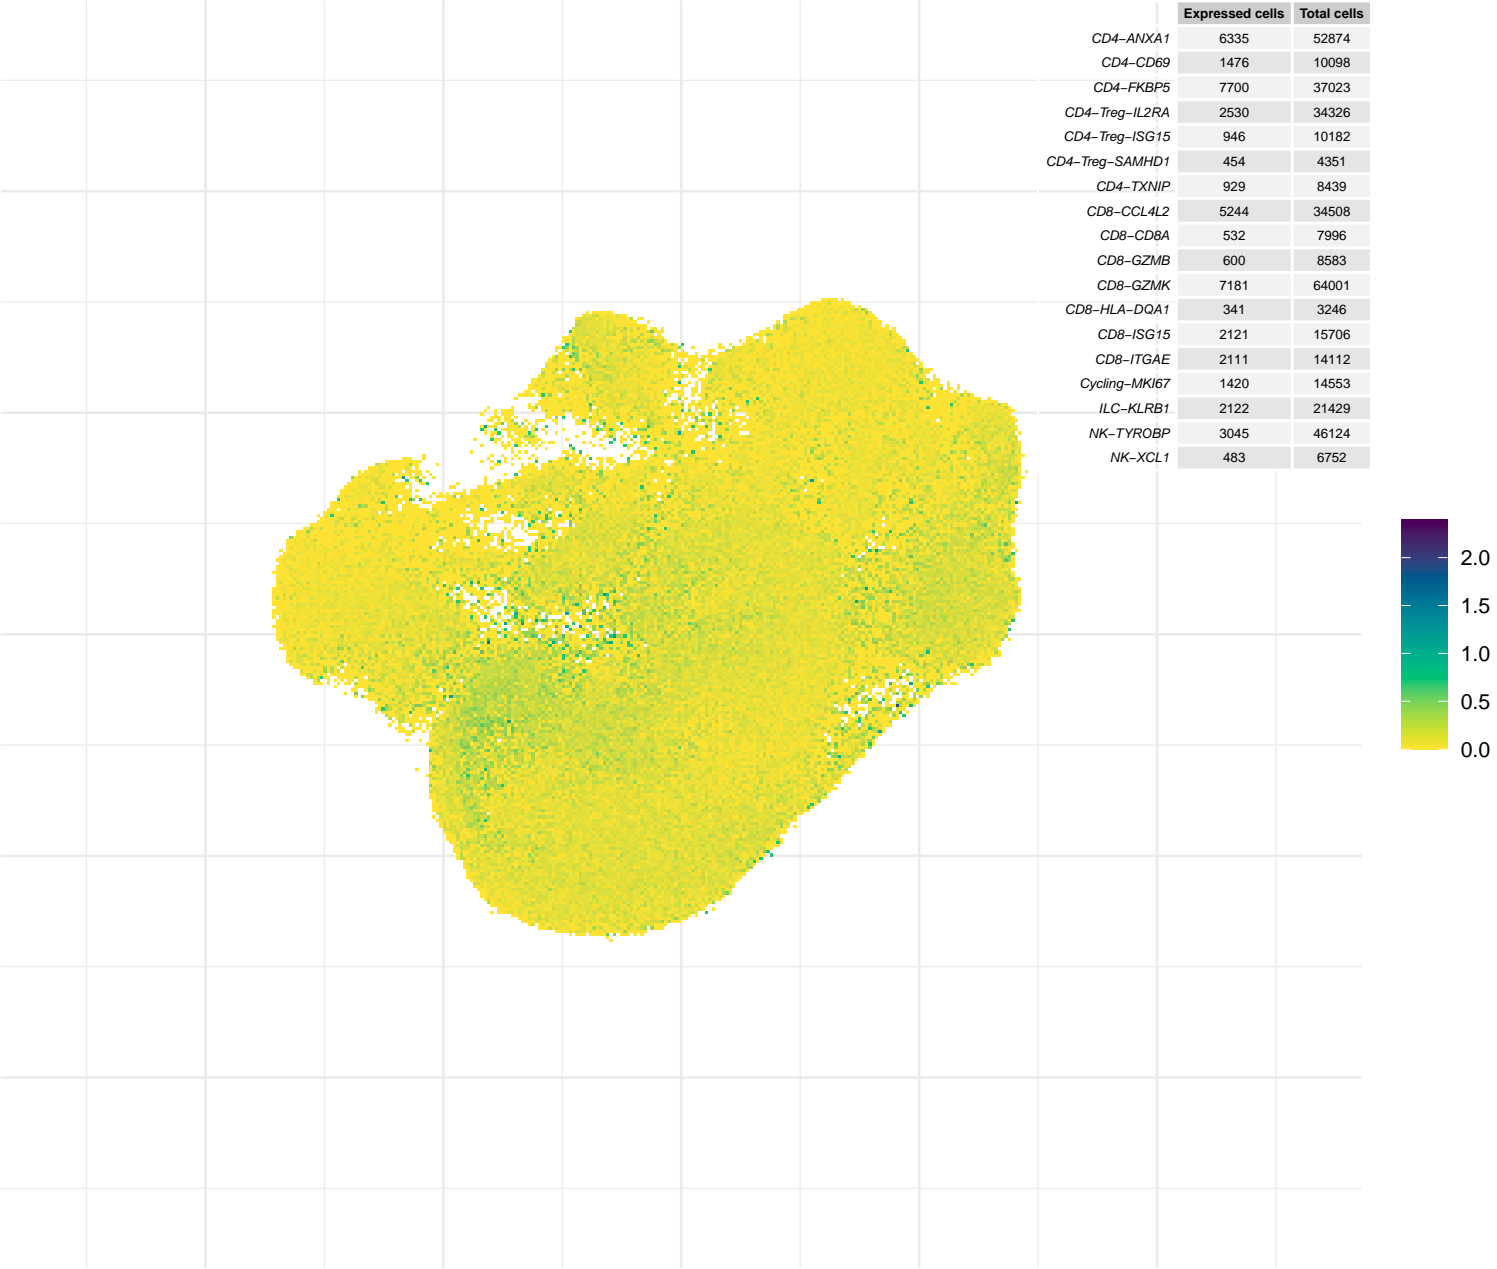 Expressed cells Total cells
CD4−ANXA1 6335 52874
CD4−CD69 1476 10098
CD4−FKBP5 7700 37023
CD4−Treg−IL2RA 2530 34326
CD4−Treg−ISG15 946 10182
CD4−Treg−SAMHD1 454 4351
CD4−TXNIP 929 8439
CD8−CCL4L2 5244 34508
CD8−CD8A 532 7996
CD8−GZMB 600 8583
CD8−GZMK 7181 64001
CD8−HLA−DQA1 341 3246
CD8−ISG15 2121 15706
CD8−ITGAE 2111 14112
Cycling−MKI67 1420 14553
ILC−KLRB1 2122 21429
NK−TYROBP 3045 46124
NK−XCL1 483 6752
2.0
1.5
1.0
0.5
0.0